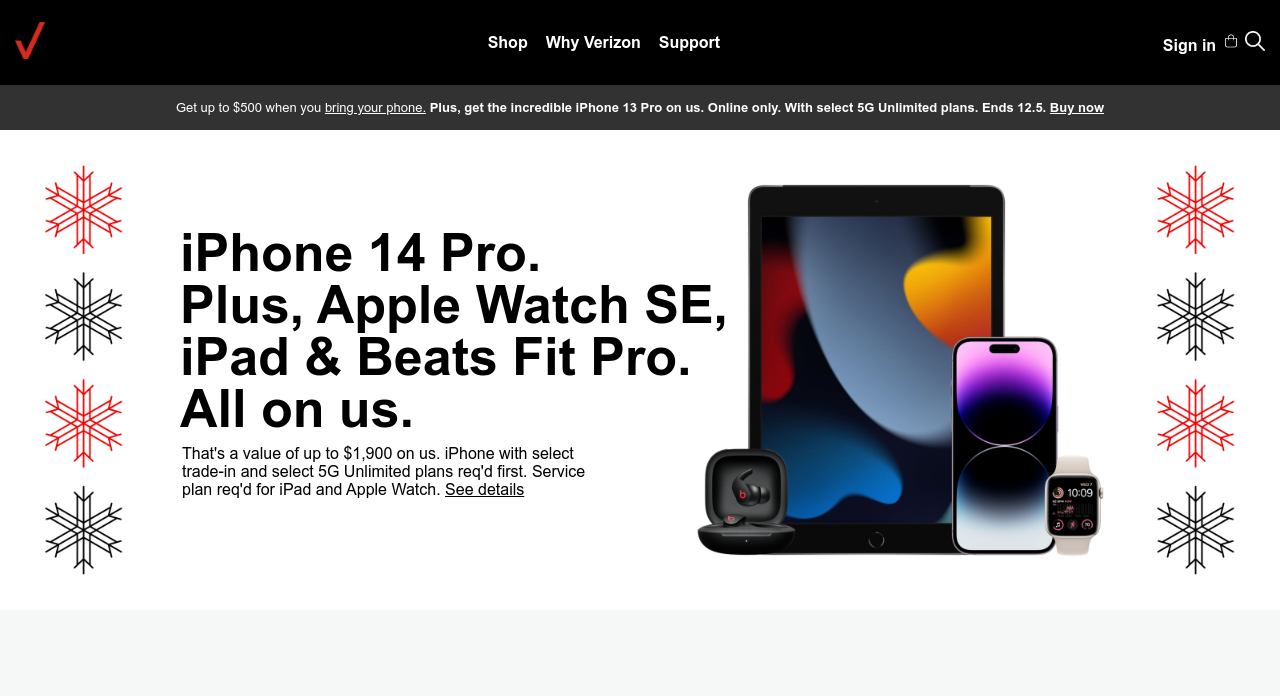 Shop Why Verizon Support Sign in
Get up to $500 when you bring your phone. Plus, get the incredible iPhone 13 Pro on us. Online only. With select 5G Unlimited plans. Ends 12.5. Buy now
iPhone 14 Pro.
Plus, Apple Watch SE,
iPad & Beats Fit Pro.
All on us.
That's a value of up to $1,900 on us. iPhone with select
trade-in and select 5G Unlimited plans req'd first. Service
plan req'd for iPad and Apple Watch. See details
10:09